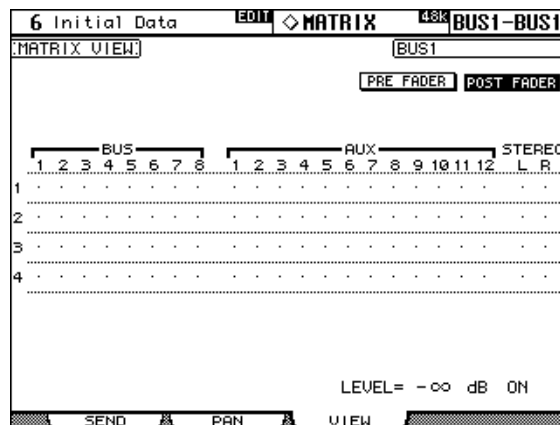 6 Initial Data EDIT ◇MATRIX 48K BUS1-BUS1
MATRIX VIEW BUS1
PRE FADER POST FADER
BUS AUX STEREO
1 2 3 4 5 6 7 8 1 2 3 4 5 6 7 8 9 10 11 12 L R
1
2
3
4
LEVEL= -∞ dB ON
SEND PAN VIEW